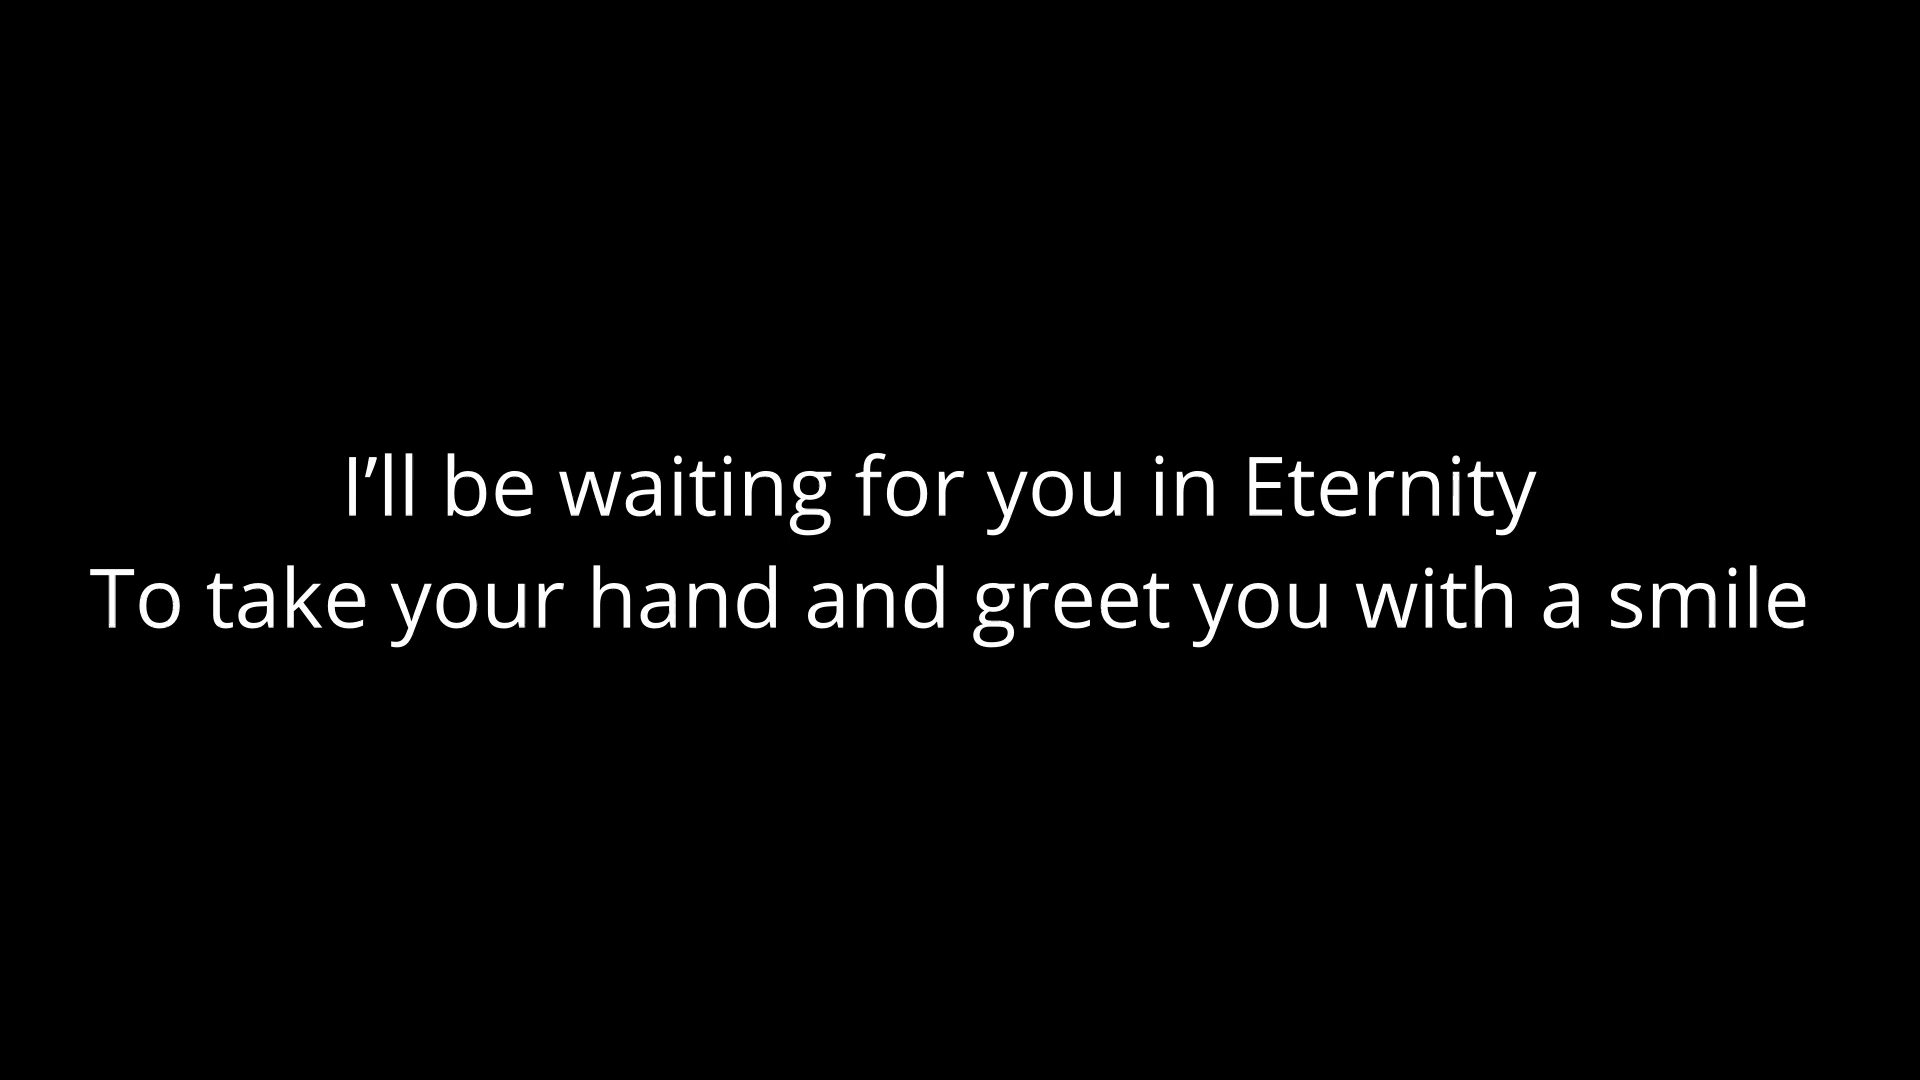 I’ll be waiting for you in Eternity
To take your hand and greet you with a smile